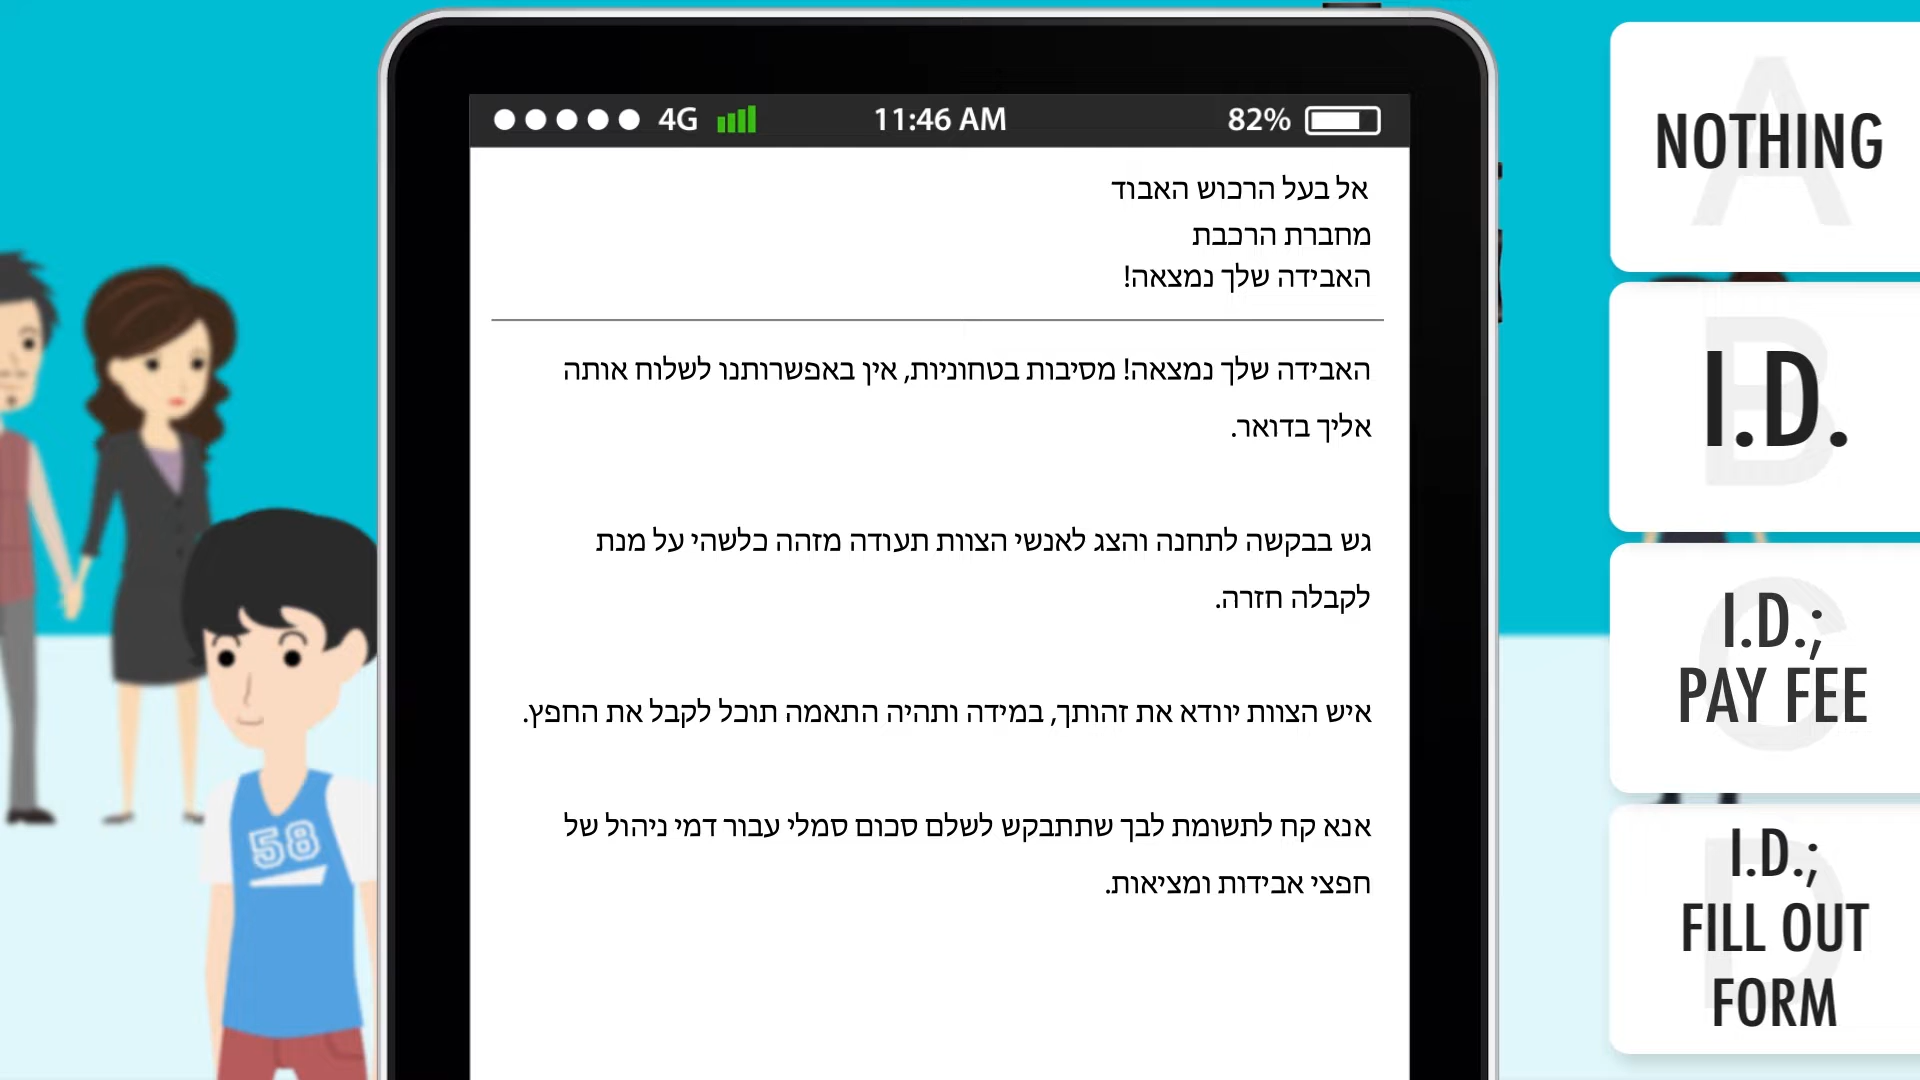 4G 11:46 AM 82%
אל בעל הרכוש האבוד
מחברת הרכבת
האבידה שלך נמצאה!
האבידה שלך נמצאה! מסיבות בטחוניות, אין באפשרותנו לשלוח אותה
אליך בדואר.
גש בבקשה לתחנה והצג לאנשי הצוות תעודה מזהה כלשהי על מנת
לקבלה חזרה.
איש הצוות יוודא את זהותך, במידה ותהיה התאמה תוכל לקבל את החפץ.
אנא קח לתשומת לבך שתתבקש לשלם סכום סמלי עבור דמי ניהול של
חפצי אבידות ומציאות.
A
NOTHING
B
I.D.
C
I.D.;
PAY FEE
D
I.D.;
FILL OUT
FORM
58